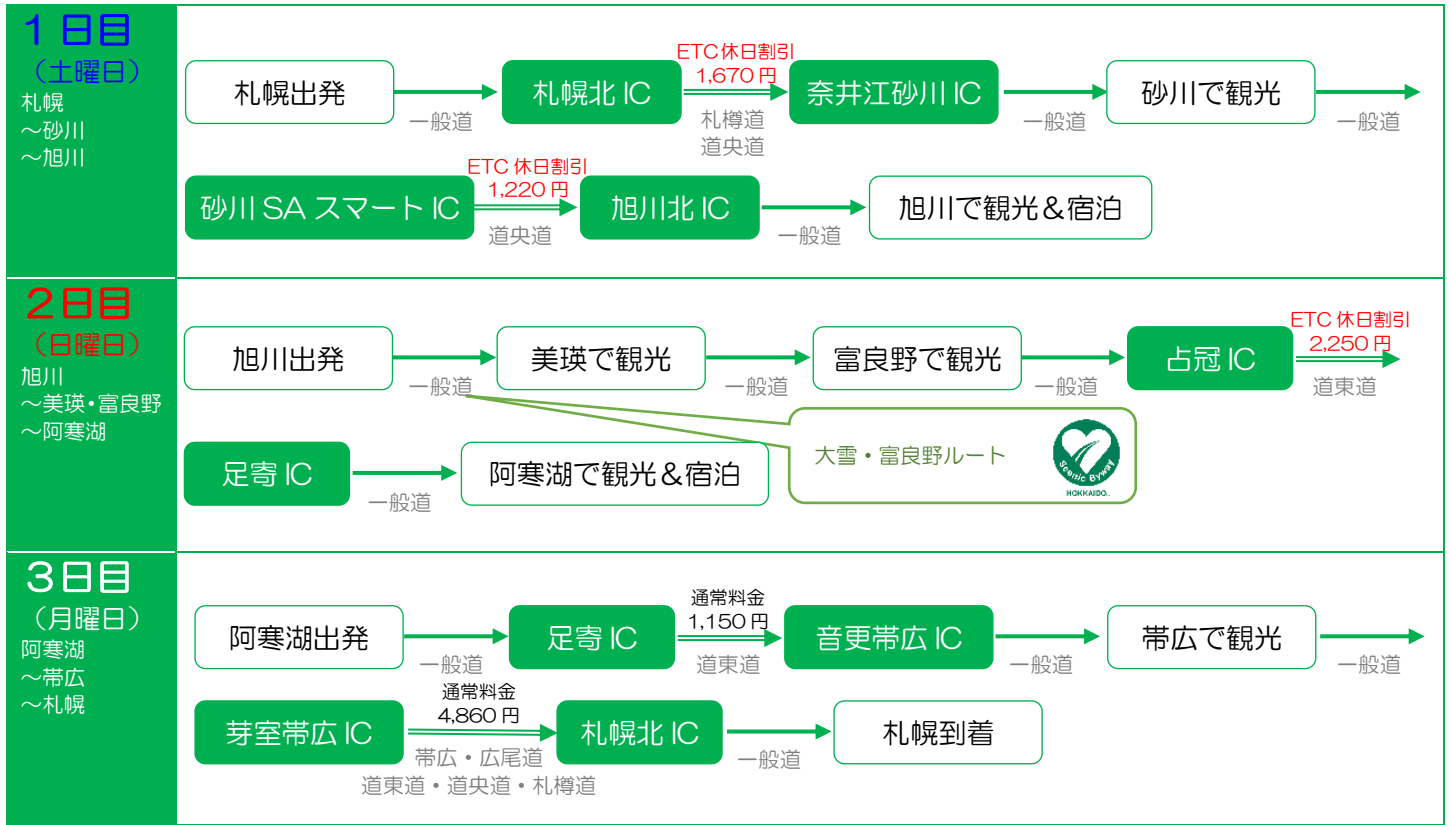 1日目
（土曜日）
札幌
～砂川
～旭川
札幌出発
一般道
札幌北 IC
ETC休日割引
1,670 円
札樽道
道央道
奈井江砂川 IC
一般道
砂川で観光
一般道
砂川 SA スマート IC
ETC 休日割引
1,220 円
道央道
旭川北 IC
一般道
旭川で観光＆宿泊
2日目
（日曜日）
旭川
～美瑛・富良野
～阿寒湖
旭川出発
一般道
美瑛で観光
一般道
富良野で観光
一般道
占冠 IC
ETC 休日割引
2,250 円
道東道
大雪・富良野ルート
Scenic Byway
HOKKAIDO..
足寄 IC
一般道
阿寒湖で観光＆宿泊
3日目
（月曜日）
阿寒湖
～帯広
～札幌
阿寒湖出発
一般道
足寄 IC
通常料金
1,150 円
道東道
音更帯広 IC
一般道
帯広で観光
一般道
芽室帯広 IC
通常料金
4,860 円
帯広・広尾道
道東道・道央道・札樽道
札幌北 IC
一般道
札幌到着